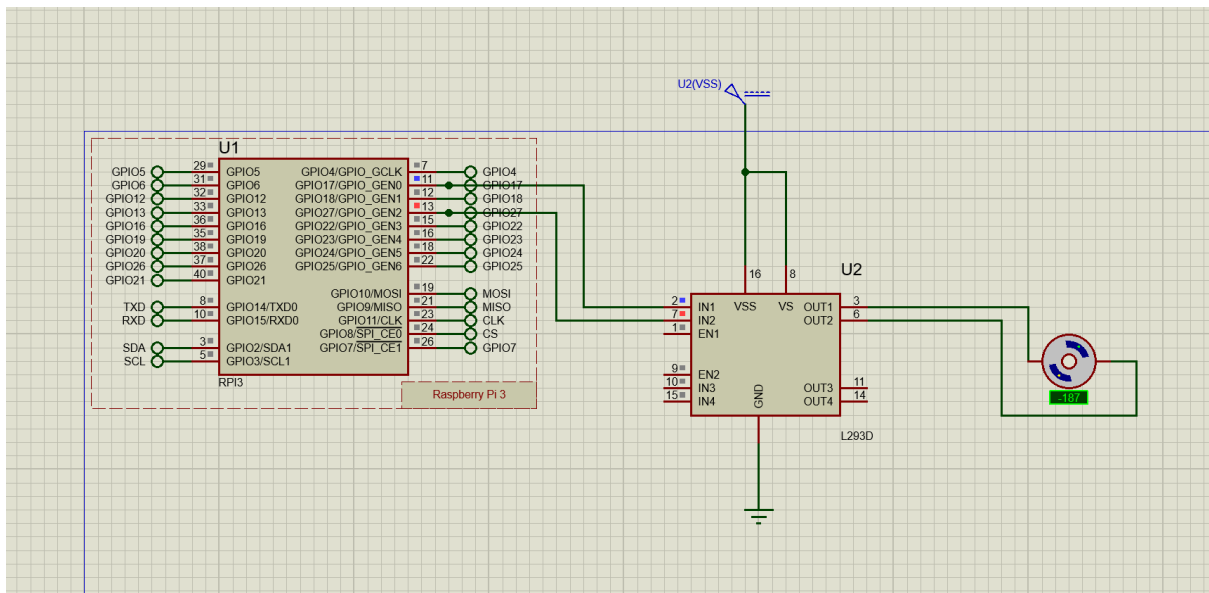 U2(VSS)
U1
GPIO5 29 GPIO5 GPIO4/GPIO_GCLK 7 GPIO4
GPIO6 31 GPIO6 GPIO17/GPIO_GEN0 11 GPIO17
GPIO12 32 GPIO12 GPIO18/GPIO_GEN1 12 GPIO18
GPIO13 33 GPIO13 GPIO27/GPIO_GEN2 13 GPIO27
GPIO16 36 GPIO16 GPIO22/GPIO_GEN3 15 GPIO22
GPIO19 35 GPIO19 GPIO23/GPIO_GEN4 16 GPIO23
GPIO20 38 GPIO20 GPIO24/GPIO_GEN5 18 GPIO24
GPIO26 37 GPIO26 GPIO25/GPIO_GEN6 22 GPIO25
GPIO21 40 GPIO21
GPIO10/MOSI 19 MOSI
TXD 8 GPIO14/TXD0 GPIO9/MISO 21 MISO
RXD 10 GPIO15/RXD0 GPIO11/CLK 23 CLK
GPIO8/SPI_CE0 24 CS
SDA 3 GPIO2/SDA1 GPIO7/SPI_CE1 26 GPIO7
SCL 5 GPIO3/SCL1
RPI3
Raspberry Pi 3
U2
16 8
2 IN1 VSS VS OUT1 3
7 IN2 OUT2 6
1 EN1
9 EN2
10 IN3 OUT3 11
15 IN4 GND OUT4 14
L293D
-187